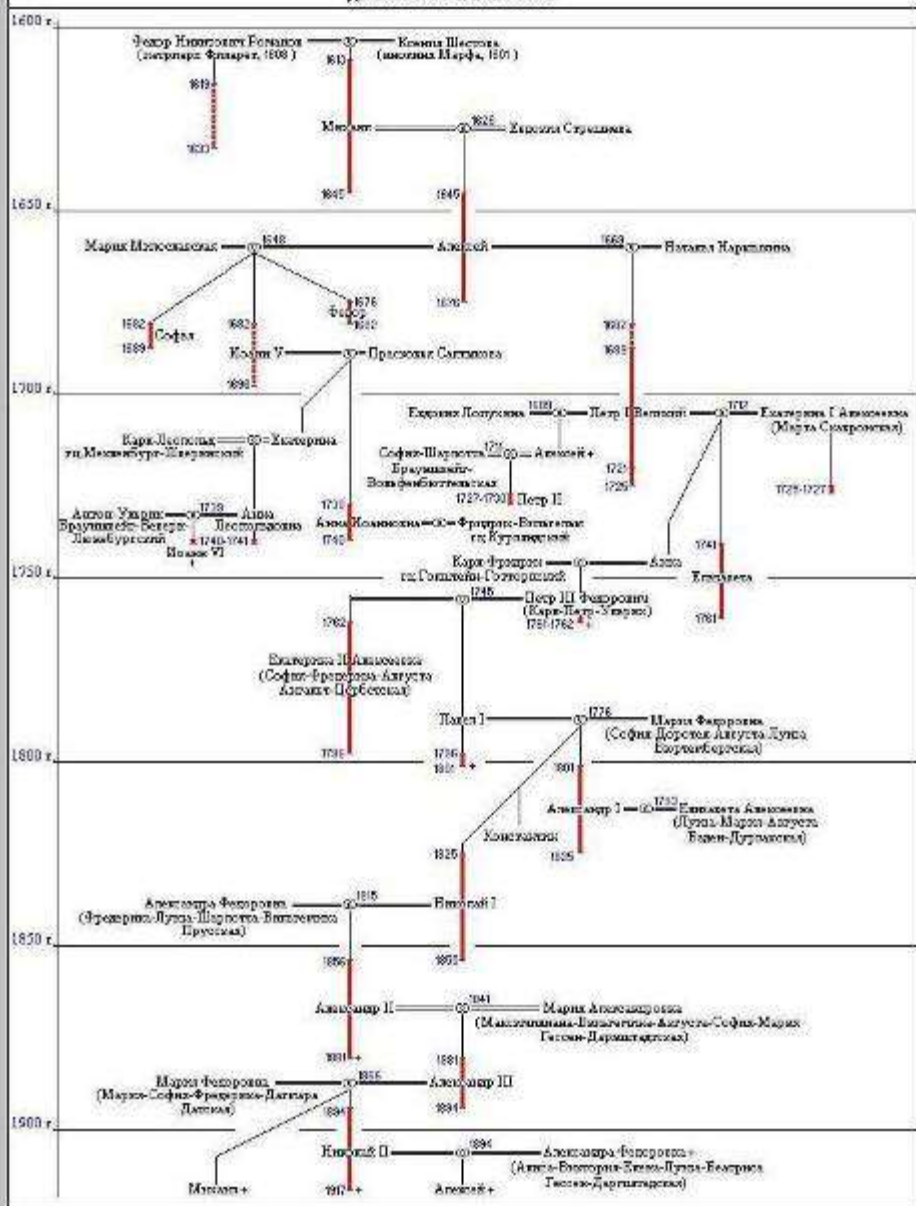 1600 г.
Федор Никитович Романов
(патриарх Филарет, 1608)
Ксения Шестова
(инокиня Марфа, 1601)
1613
1619
1633
Михаил
1626
Евдокия Стрешнева
1645
1645
1650 г.
Мария Милославская
1648
Алексей
1669
Наталья Нарышкина
1676
1676
Федор
1682
1682
Софья
1689
1682
Иоанн V
1696
Прасковья Салтыкова
1682
1689
1700 г.
Евдокия Лопухина
1689
Петр I Великий
1712
Екатерина I Алексеевна
(Марта Скавронская)
Карл-Леопольд
гц Мекленбург-Шверинский
Екатерина
София-Шарлотта
Брауншвейг-
Вольфенбюттельская
1711
Алексей+
1727-1730
Петр II
1721
1725
1725-1727
Антон-Ульрих
Брауншвейг-Беверн-
Люнебургский
1739
Анна
Леопольдовна
1740-1741
Иоанн VI
+
1730
Анна Иоанновна
1740
Фридрих-Вильгельм
гц Курляндский
Карл-Фридрих
гц Гольштейн-Готторпский
Анна
1741
Елизавета
1761
1750 г.
1745
Петр III Федорович
(Карл-Петр-Ульрих)
1761-1762
+
1762
Екатерина II Алексеевна
(София-Фредерика-Августа
Ангальт-Цербстская)
1796
Павел I
1776
Мария Федоровна
(София-Доротея-Августа-Луиза
Вюртембергская)
1796
1801
+
1800 г.
1801
Александр I
1793
Елизавета Алексеевна
(Луиза-Мария-Августа
Баден-Дурлахская)
Константин
1825
1825
Александра Федоровна
(Фредерика-Луиза-Шарлотта-Вильгельмина
Прусская)
Николай I
1850 г.
1855
Александр II
1841
Мария Александровна
(Максимилиана-Вильгельмина-Августа-София-Мария
Гессен-Дармштадтская)
1881
+
1881
Мария Федоровна
(Мария-София-Фредерика-Дагмара
Датская)
1866
Александр III
1894
1894
1900 г.
Николай II
1894
Александра Федоровна+
(Алиса-Виктория-Елена-Луиза-Беатриса
Гессен-Дармштадтская)
Михаил+
1917
+
Алексей+